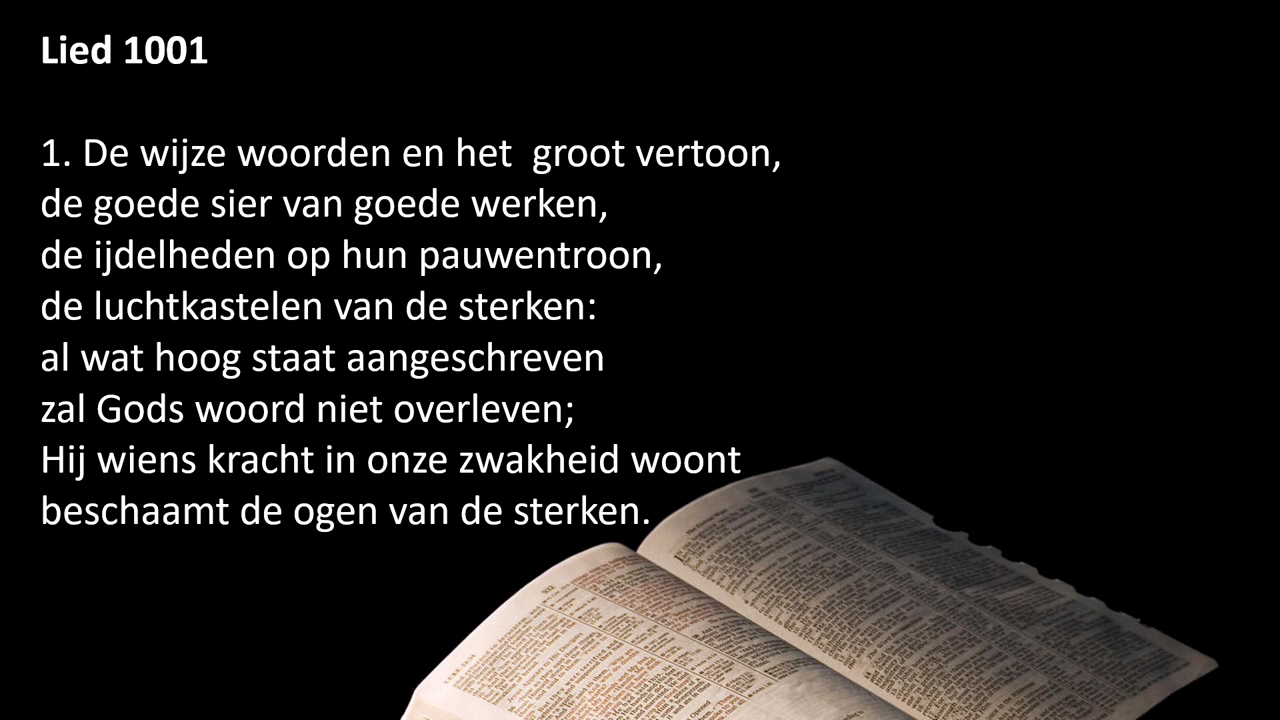 Lied 1001
1. De wijze woorden en het  groot vertoon,
de goede sier van goede werken,
de ijdelheden op hun pauwentroon,
de luchtkastelen van de sterken:
al wat hoog staat aangeschreven
zal Gods woord niet overleven;
Hij wiens kracht in onze zwakheid woont
beschaamt de ogen van de sterken.